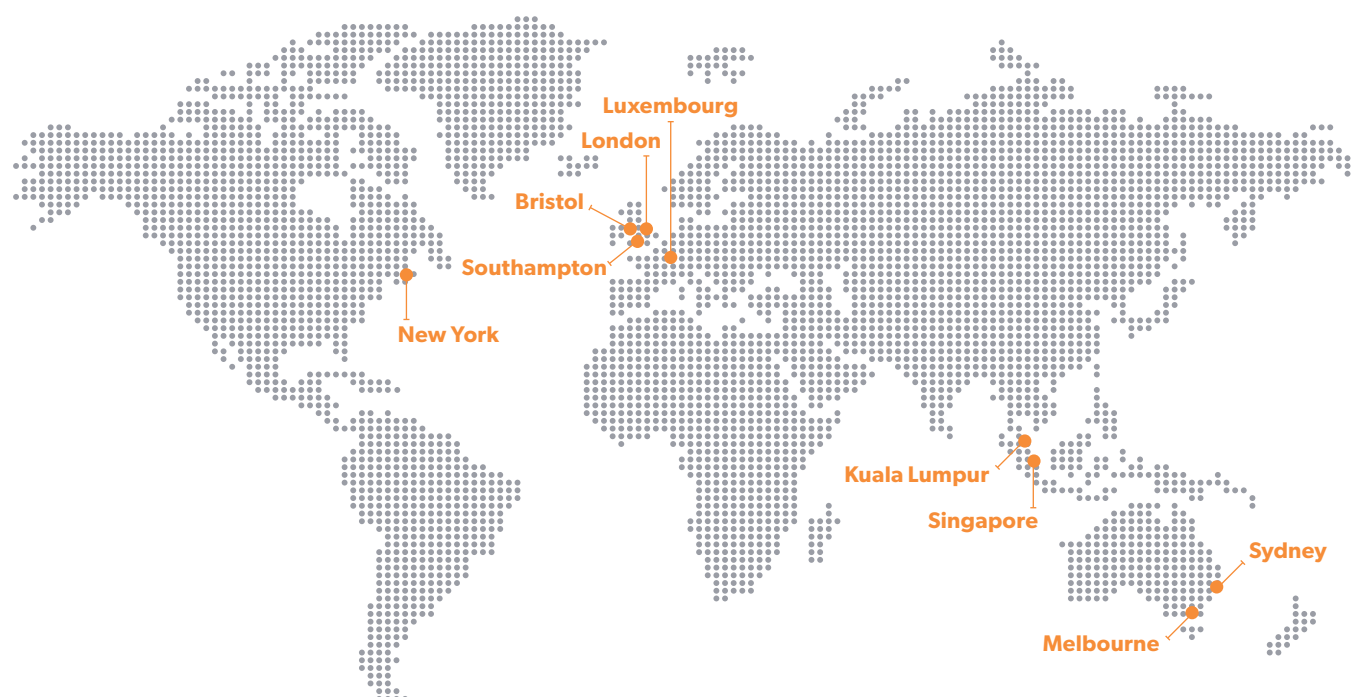 Luxembourg
London
Bristol
Southampton
New York
Kuala Lumpur
Singapore
Sydney
Melbourne